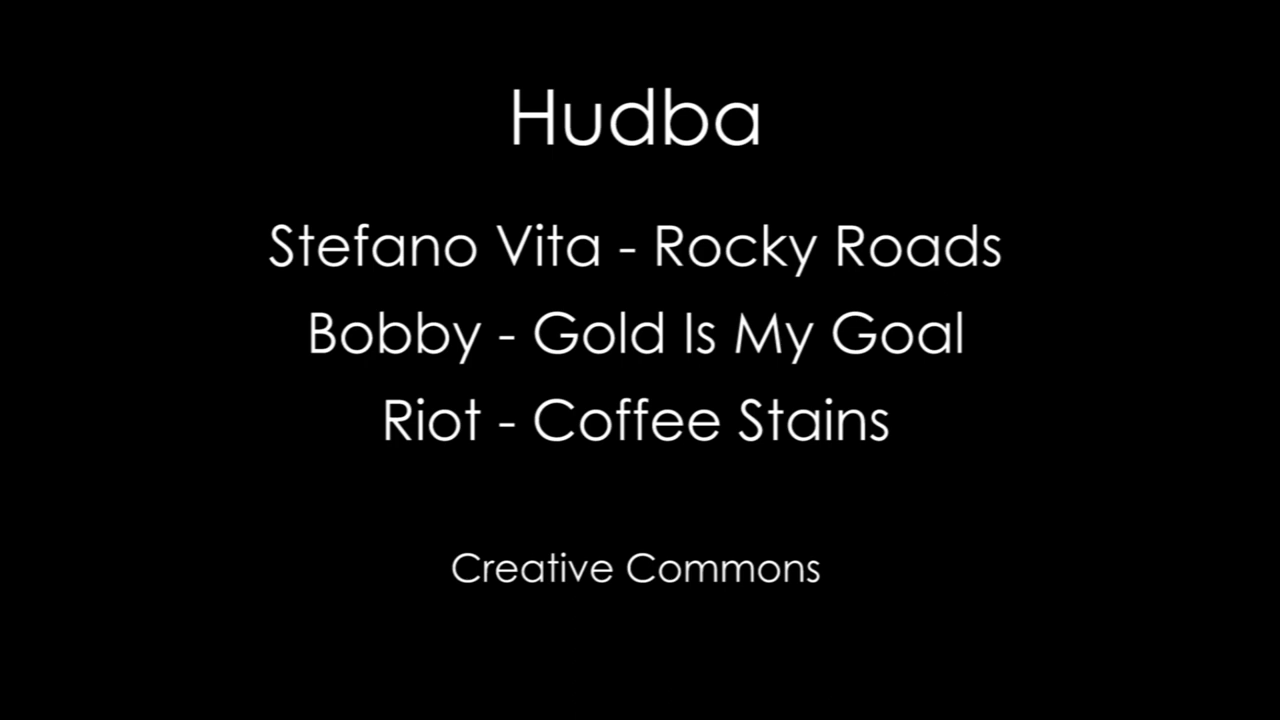 Hudba
Stefano Vita - Rocky Roads
Bobby - Gold Is My Goal
Riot - Coffee Stains
Creative Commons